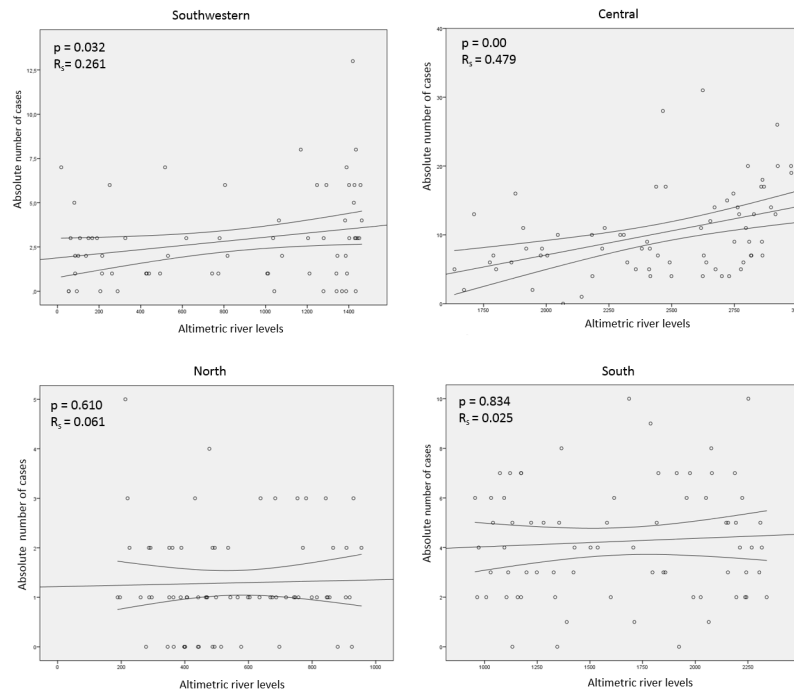 Southwestern
p = 0.032
Rs= 0.261
Absolute number of cases
12,5
10,0
7,5
5,0
2,5
,0
0 200 400 600 800 1000 1200 1400
Altimetric river levels
Central
p = 0.00
Rs = 0.479
Absolute number of cases
40
30
20
10
0
1750 2000 2250 2500 2750
Altimetric river levels
North
p = 0.610
Rs = 0.061
Absolute number of cases
5
4
3
2
1
0
0 200 400 600 800 1000
Altimetric river levels
South
p = 0.834
Rs = 0.025
Absolute number of cases
10
8
6
4
2
0
1000 1250 1500 1750 2000 2250
Altimetric river levels